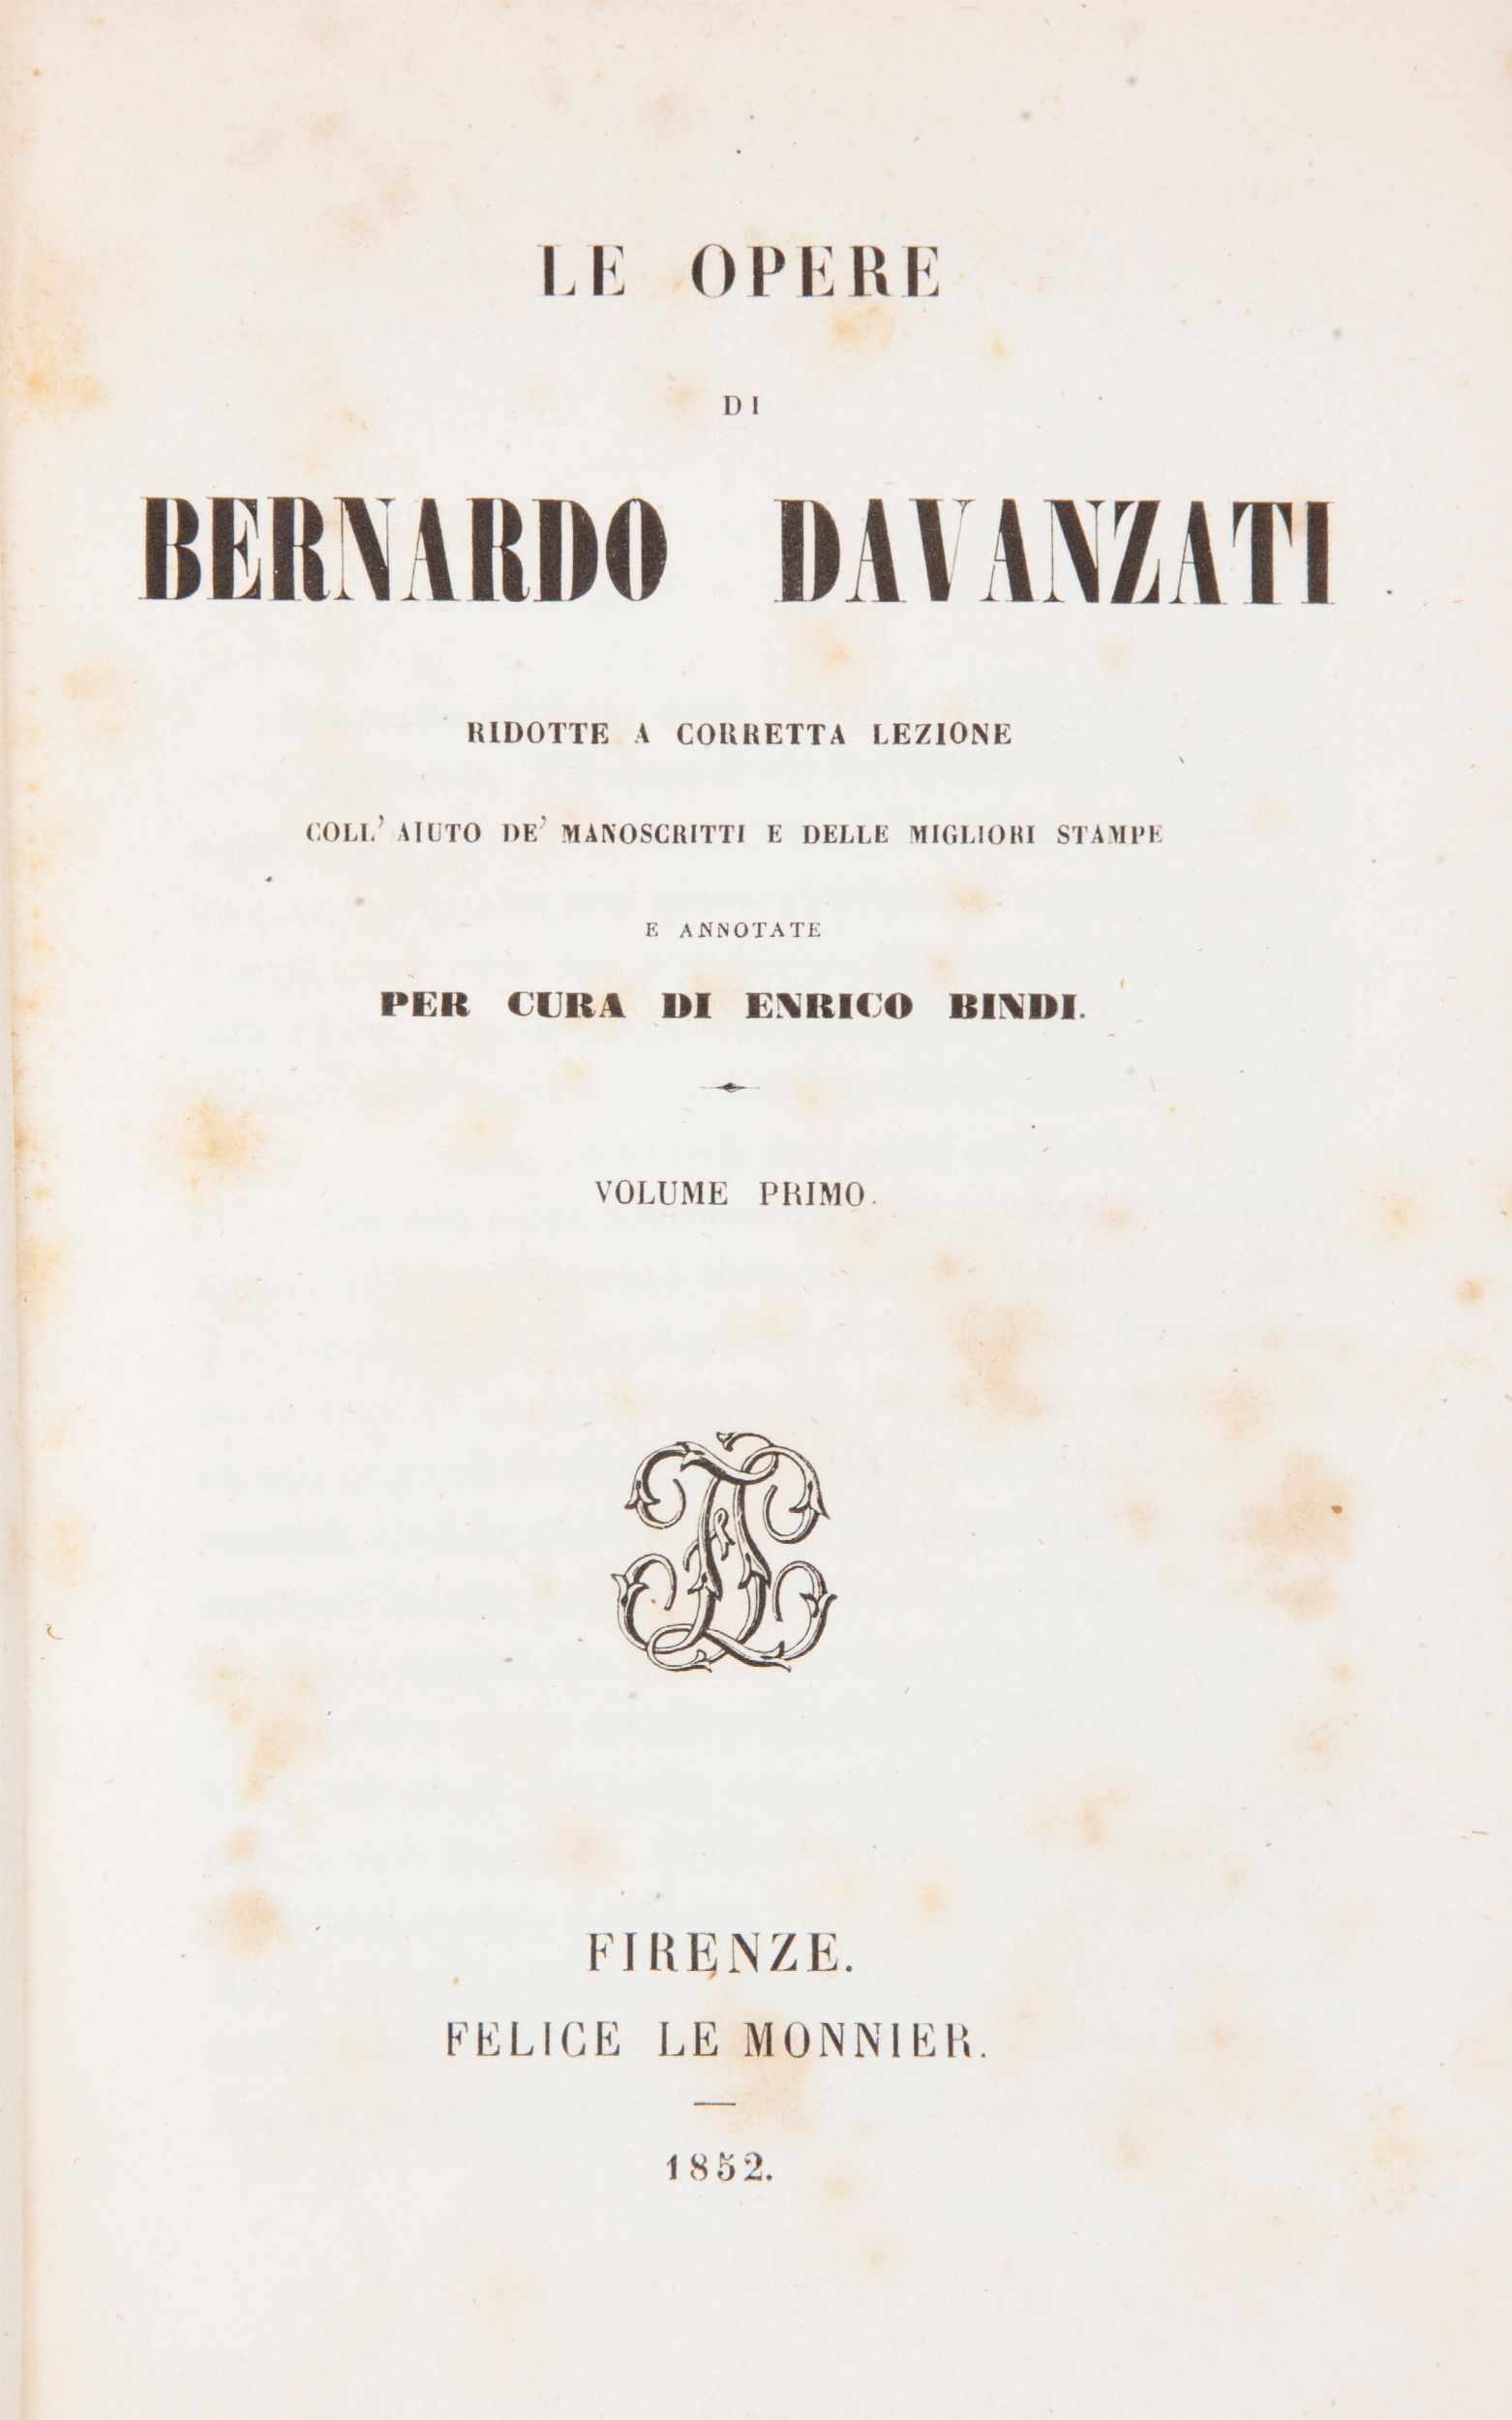 LE OPERE
DI
BERNARDO DAVANZATI
RIDOTTE A CORRETTA LEZIONE
COLL' AIUTO DE' MANOSCRITTI E DELLE MIGLIORI STAMPE
E ANNOTATE
PER CURA DI ENRICO BINDI.
VOLUME PRIMO.
FIRENZE.
FELICE LE MONNIER.
1852.